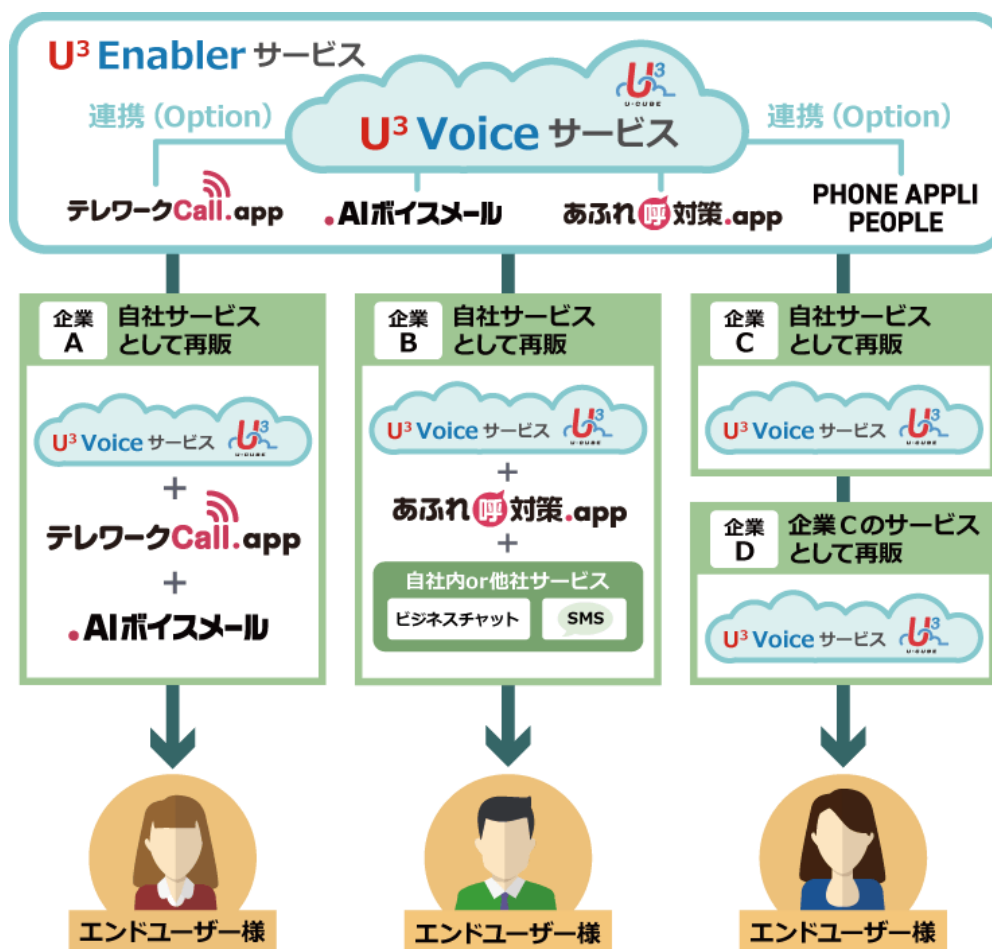 U³ Enabler サービス
連携（Option）
U³
U-CUBE
連携（Option）
U³ Voice サービス
テレワークCall.app
.AIボイスメール
あふれ呼対策.app
PHONE APPLI
PEOPLE
企業
A
自社サービス
として再販
U³ Voice サービス
U³
U-CUBE
+
テレワークCall.app
+
.AIボイスメール
エンドユーザー様
企業
B
自社サービス
として再販
U³ Voice サービス
U³
U-CUBE
+
あふれ呼対策.app
+
自社内or他社サービス
ビジネスチャット
SMS
エンドユーザー様
企業
C
自社サービス
として再販
U³ Voice サービス
U³
U-CUBE
企業
D
企業Ｃのサービス
として再販
U³ Voice サービス
U³
U-CUBE
エンドユーザー様